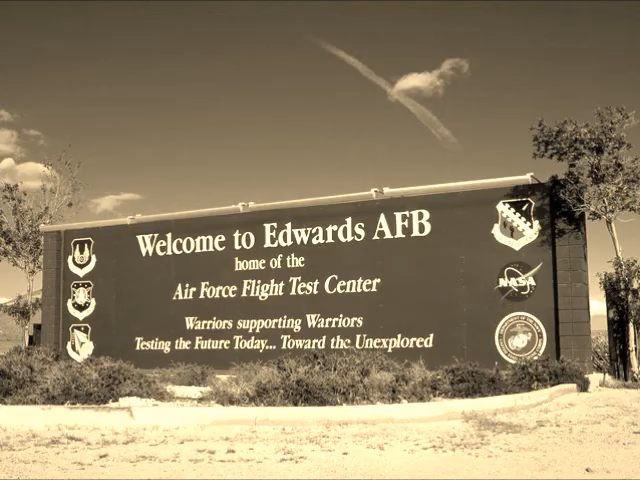 Welcome to Edwards AFB
home of the
Air Force Flight Test Center
Warriors supporting Warriors
Testing the Future Today... Toward the Unexplored
NASA